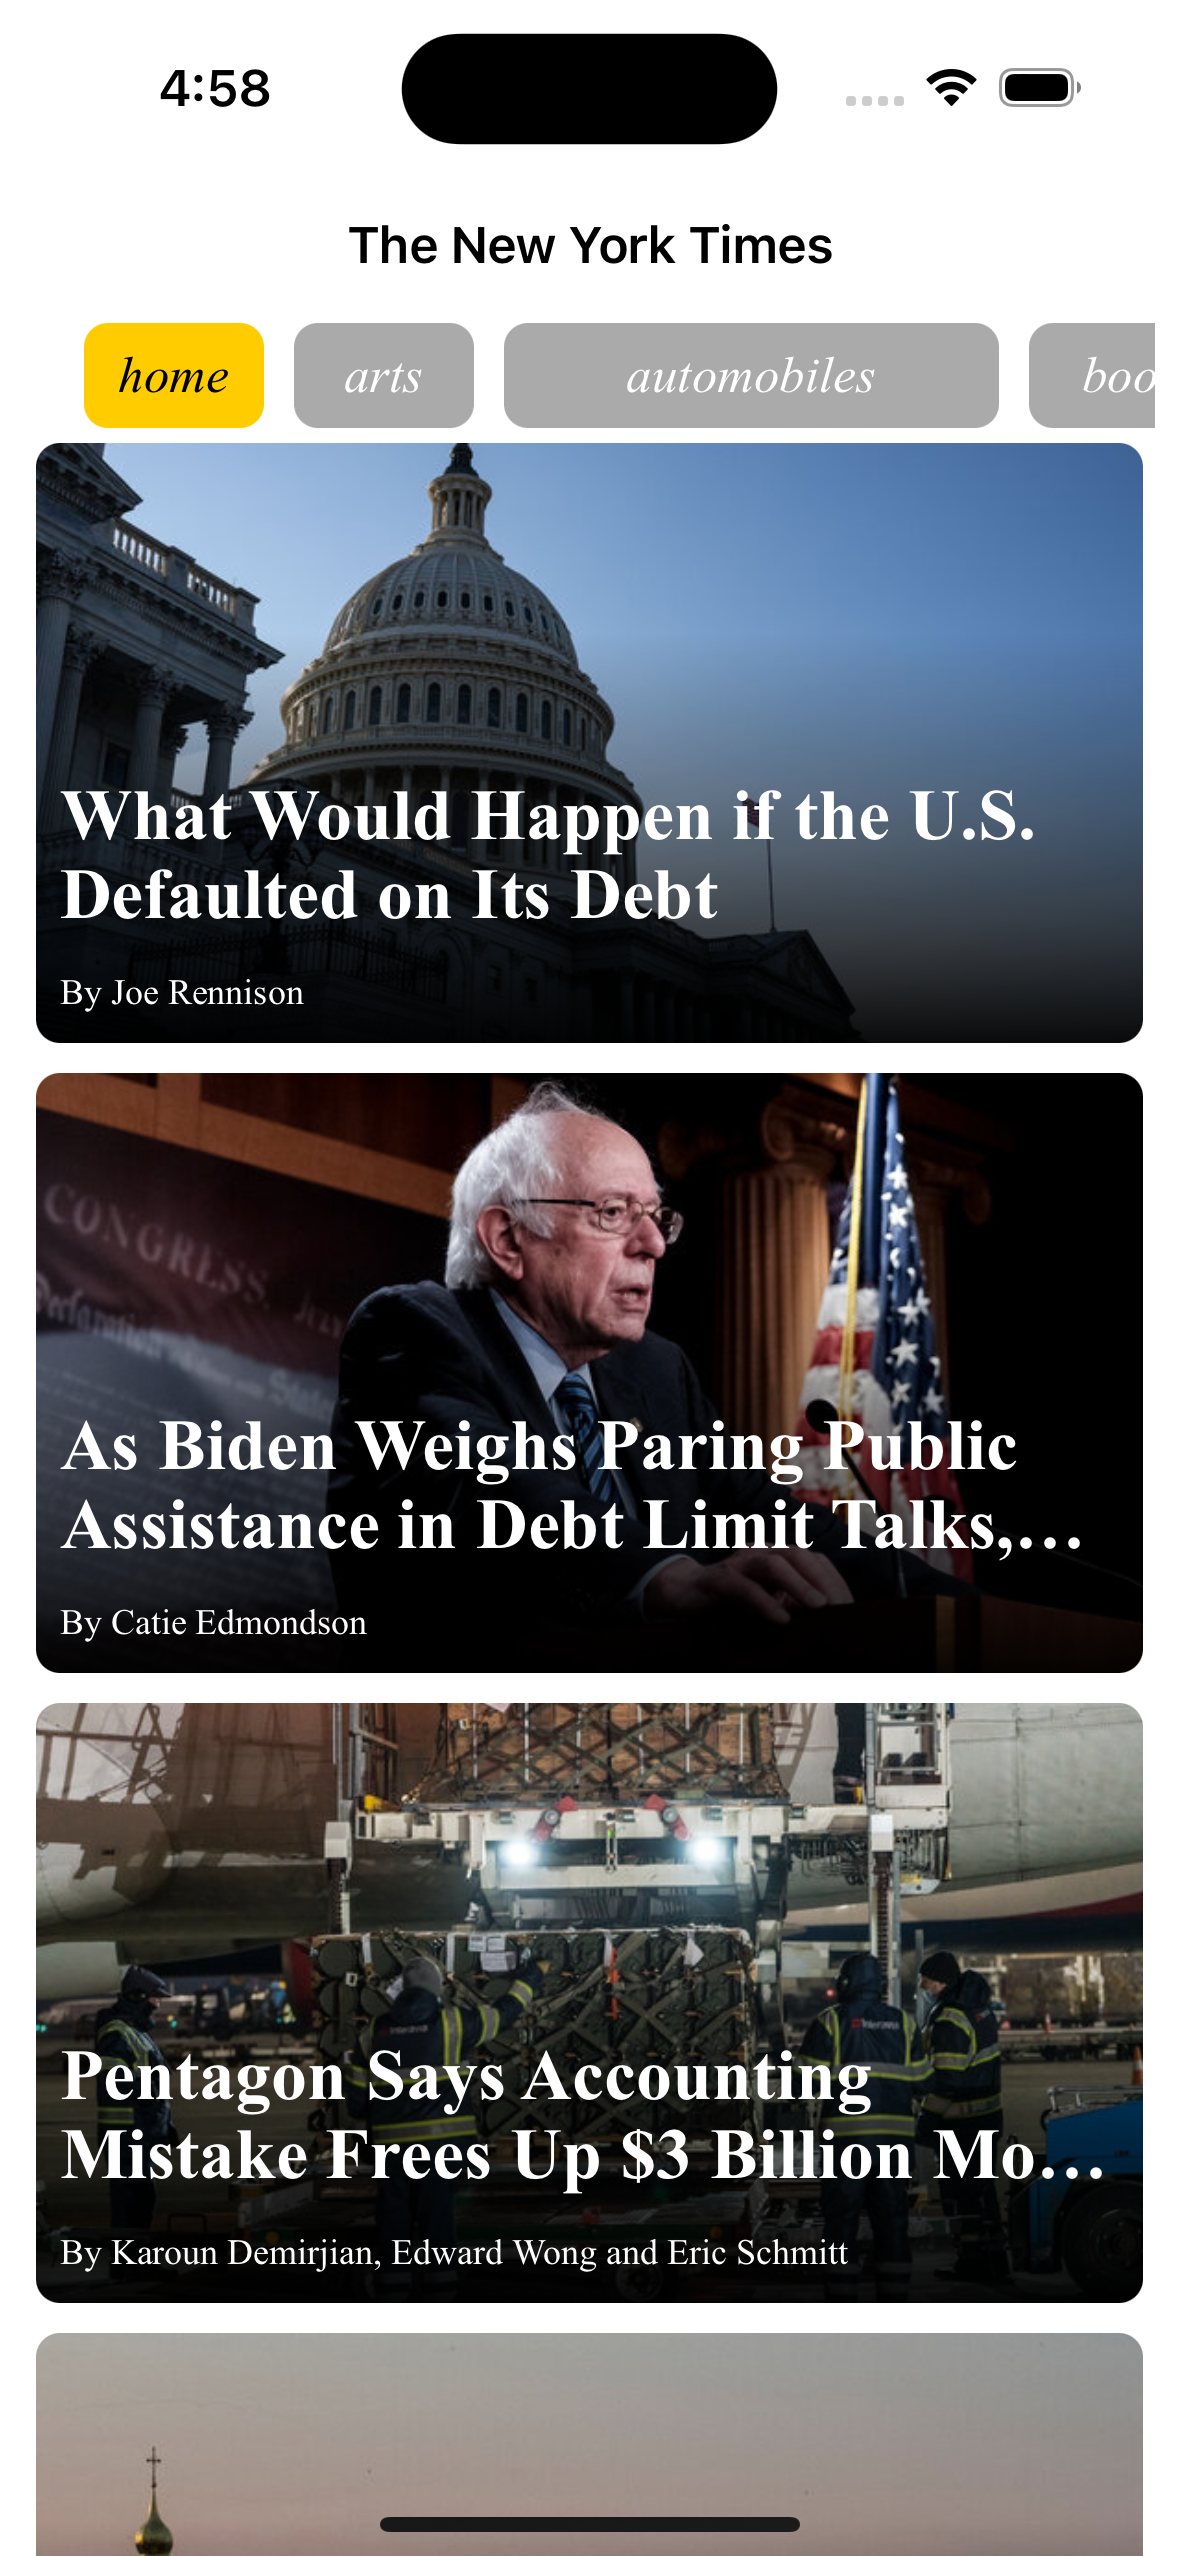 4:58
The New York Times
home arts automobiles boo
What Would Happen if the U.S.
Defaulted on Its Debt
By Joe Rennison
CONGRESS, July
Declaration
As Biden Weighs Paring Public
Assistance in Debt Limit Talks,...
By Catie Edmondson
Pentagon Says Accounting
Mistake Frees Up $3 Billion Mo...
By Karoun Demirjian, Edward Wong and Eric Schmitt